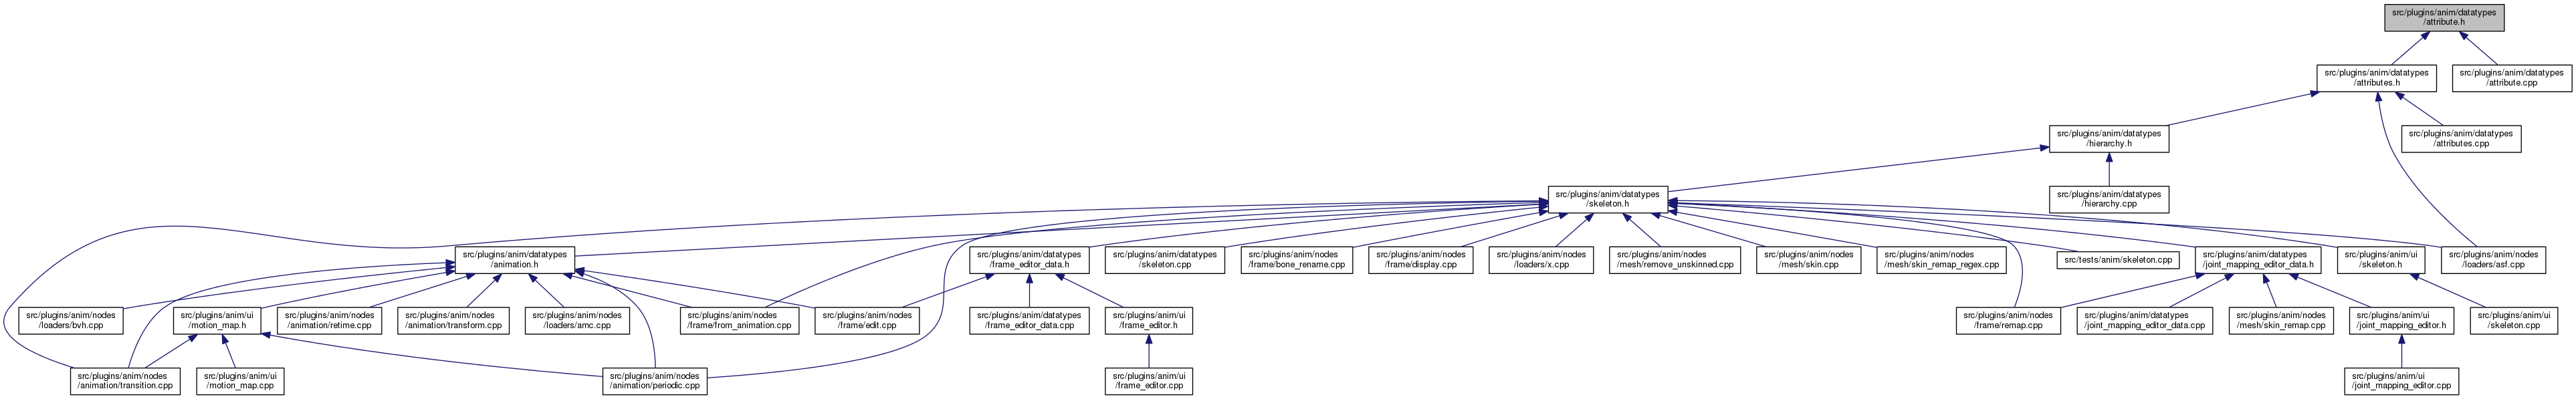 src/plugins/anim/datatypes
/attribute.h
src/plugins/anim/datatypes
/attributes.h
src/plugins/anim/datatypes
/attribute.cpp
src/plugins/anim/datatypes
/hierarchy.h
src/plugins/anim/datatypes
/attributes.cpp
src/plugins/anim/datatypes
/skeleton.h
src/plugins/anim/datatypes
/hierarchy.cpp
src/plugins/anim/datatypes
/animation.h
src/plugins/anim/datatypes
/frame_editor_data.h
src/plugins/anim/datatypes
/skeleton.cpp
src/plugins/anim/nodes
/frame/bone_rename.cpp
src/plugins/anim/nodes
/frame/display.cpp
src/plugins/anim/nodes
/loaders/x.cpp
src/plugins/anim/nodes
/mesh/remove_unskinned.cpp
src/plugins/anim/nodes
/mesh/skin.cpp
src/plugins/anim/nodes
/mesh/skin_remap_regex.cpp
src/tests/anim/skeleton.cpp
src/plugins/anim/datatypes
/joint_mapping_editor_data.h
src/plugins/anim/ui
/skeleton.h
src/plugins/anim/nodes
/loaders/asf.cpp
src/plugins/anim/nodes
/loaders/bvh.cpp
src/plugins/anim/ui
/motion_map.h
src/plugins/anim/nodes
/animation/retime.cpp
src/plugins/anim/nodes
/animation/transform.cpp
src/plugins/anim/nodes
/loaders/amc.cpp
src/plugins/anim/nodes
/frame/from_animation.cpp
src/plugins/anim/nodes
/frame/edit.cpp
src/plugins/anim/datatypes
/frame_editor_data.cpp
src/plugins/anim/ui
/frame_editor.h
src/plugins/anim/nodes
/frame/remap.cpp
src/plugins/anim/datatypes
/joint_mapping_editor_data.cpp
src/plugins/anim/nodes
/mesh/skin_remap.cpp
src/plugins/anim/ui
/joint_mapping_editor.h
src/plugins/anim/ui
/skeleton.cpp
src/plugins/anim/nodes
/animation/transition.cpp
src/plugins/anim/ui
/motion_map.cpp
src/plugins/anim/nodes
/animation/periodic.cpp
src/plugins/anim/ui
/frame_editor.cpp
src/plugins/anim/ui
/joint_mapping_editor.cpp